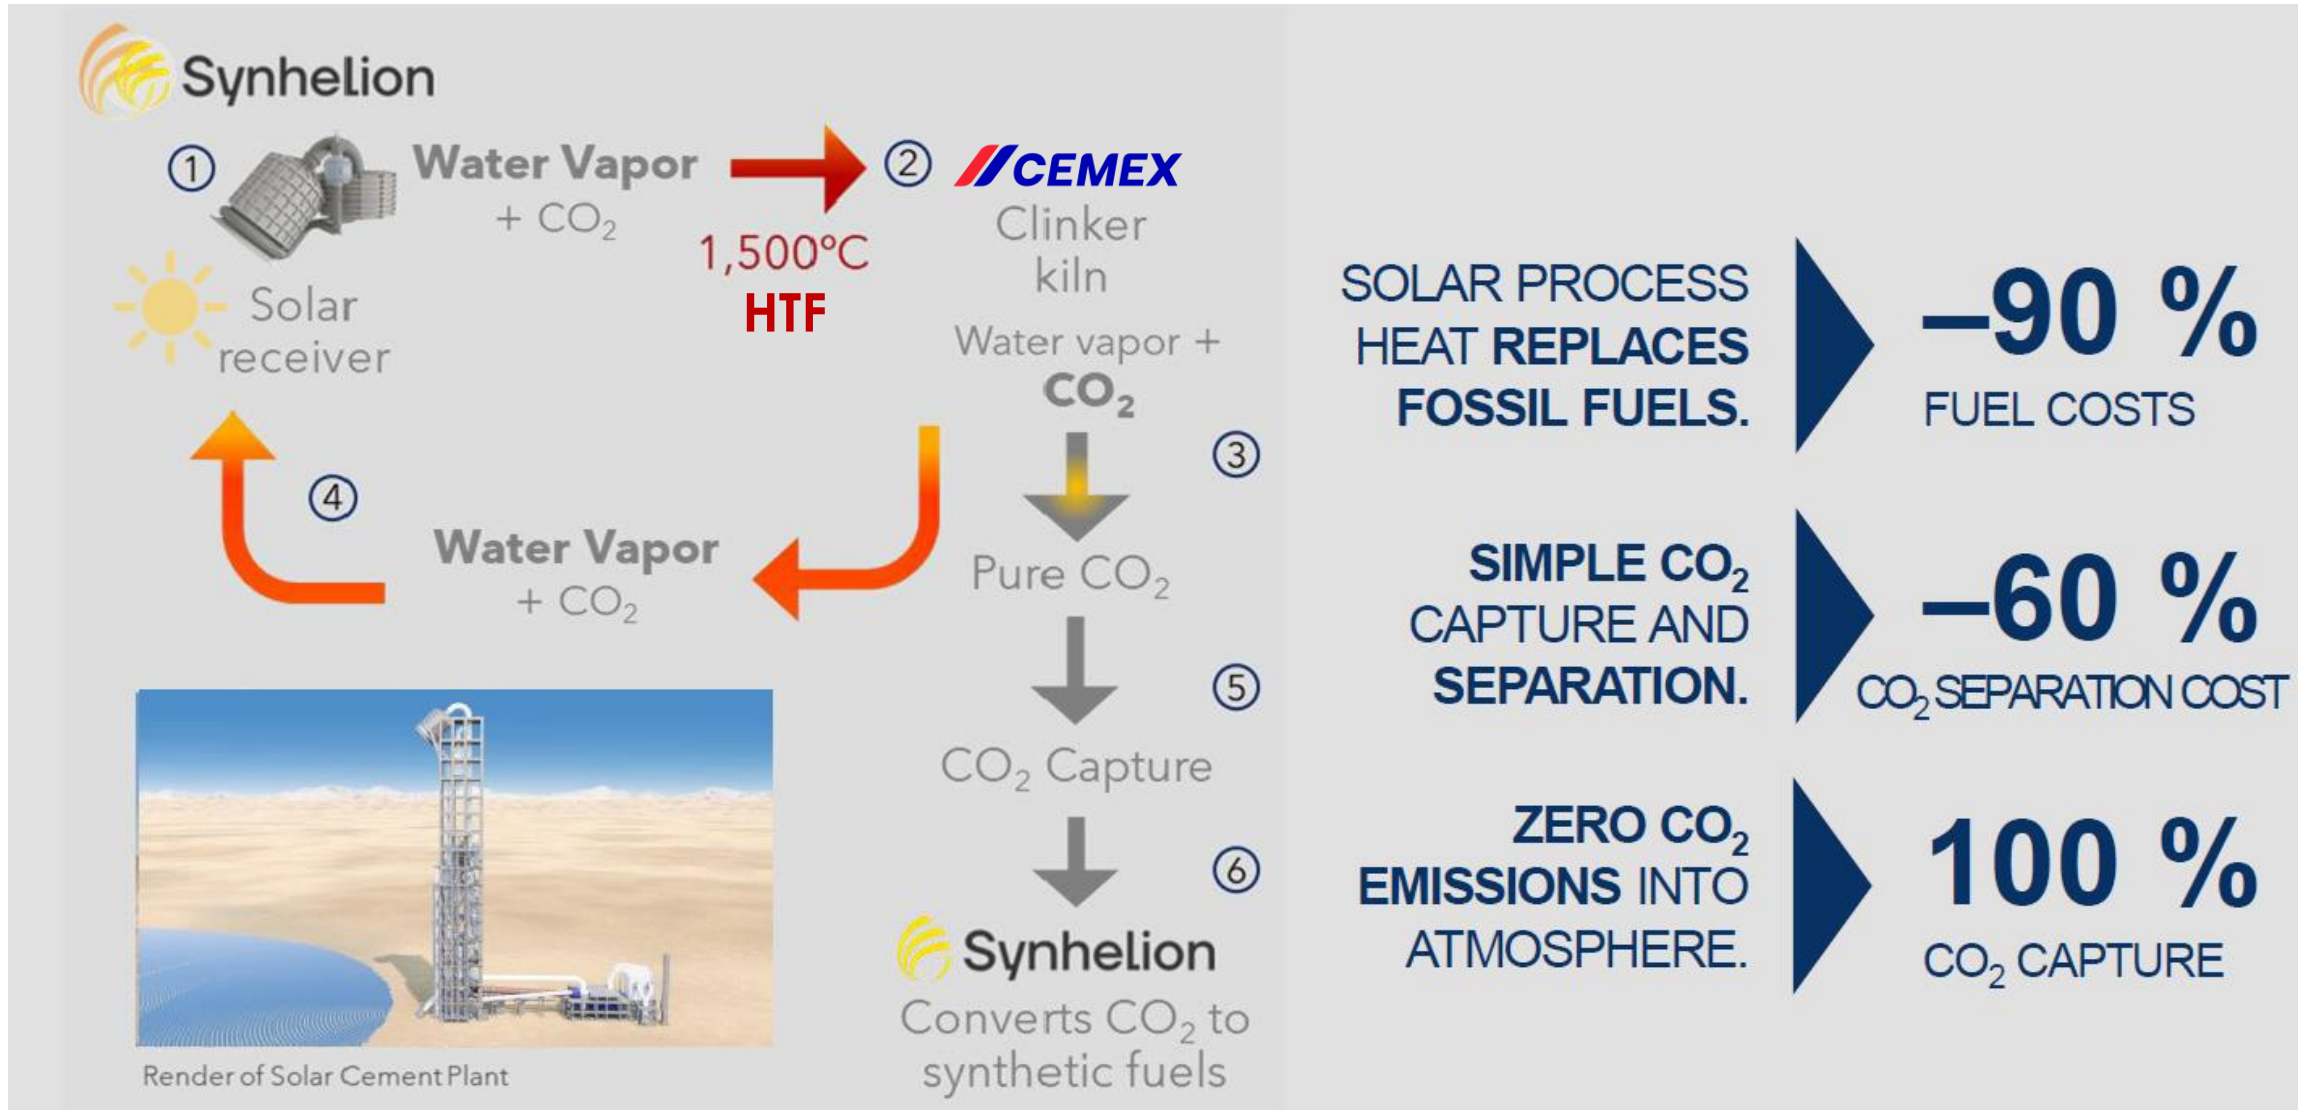 Synhelion
1
Water Vapor
+ CO₂
1,500°C
HTF
2
CEMEX
Clinker
kiln
Solar
receiver
Water vapor +
CO₂
3
4
Water Vapor
+ CO₂
Pure CO₂
5
CO₂ Capture
6
Synhelion
Converts CO₂ to
synthetic fuels
Render of Solar Cement Plant
SOLAR PROCESS
HEAT REPLACES
FOSSIL FUELS.
–90 %
FUEL COSTS
SIMPLE CO₂
CAPTURE AND
SEPARATION.
–60 %
CO₂ SEPARATION COST
ZERO CO₂
EMISSIONS INTO
ATMOSPHERE.
100 %
CO₂ CAPTURE